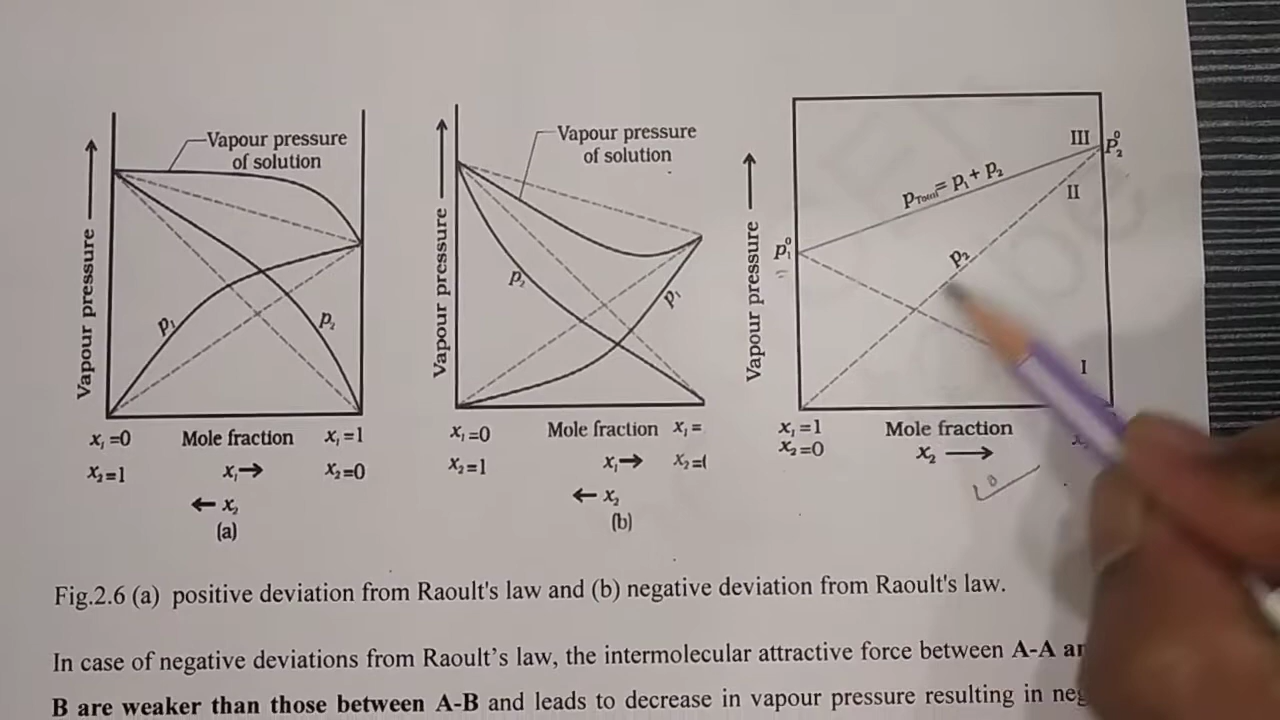 Vapour pressure
of solution
Vapour pressure
p₁
p₂
x₁=0 Mole fraction x₁=1
x₂=1 x₁→ x₂=0
← x₂
(a)
Vapour pressure
of solution
Vapour pressure
p₂
p₁
x₁=0 Mole fraction x₁=
x₂=1 x₁→ x₂=
← x₂
(b)
III p₂⁰
pTotal= p₁+ p₂
II
p₁⁰
p₂
Vapour pressure
I
x₁=1 Mole fraction
x₂=0 x₂ →
B
Fig.2.6 (a) positive deviation from Raoult's law and (b) negative deviation from Raoult's law.
In case of negative deviations from Raoult's law, the intermolecular attractive force between A-A
B are weaker than those between A-B and leads to decrease in vapour pressure resulting in